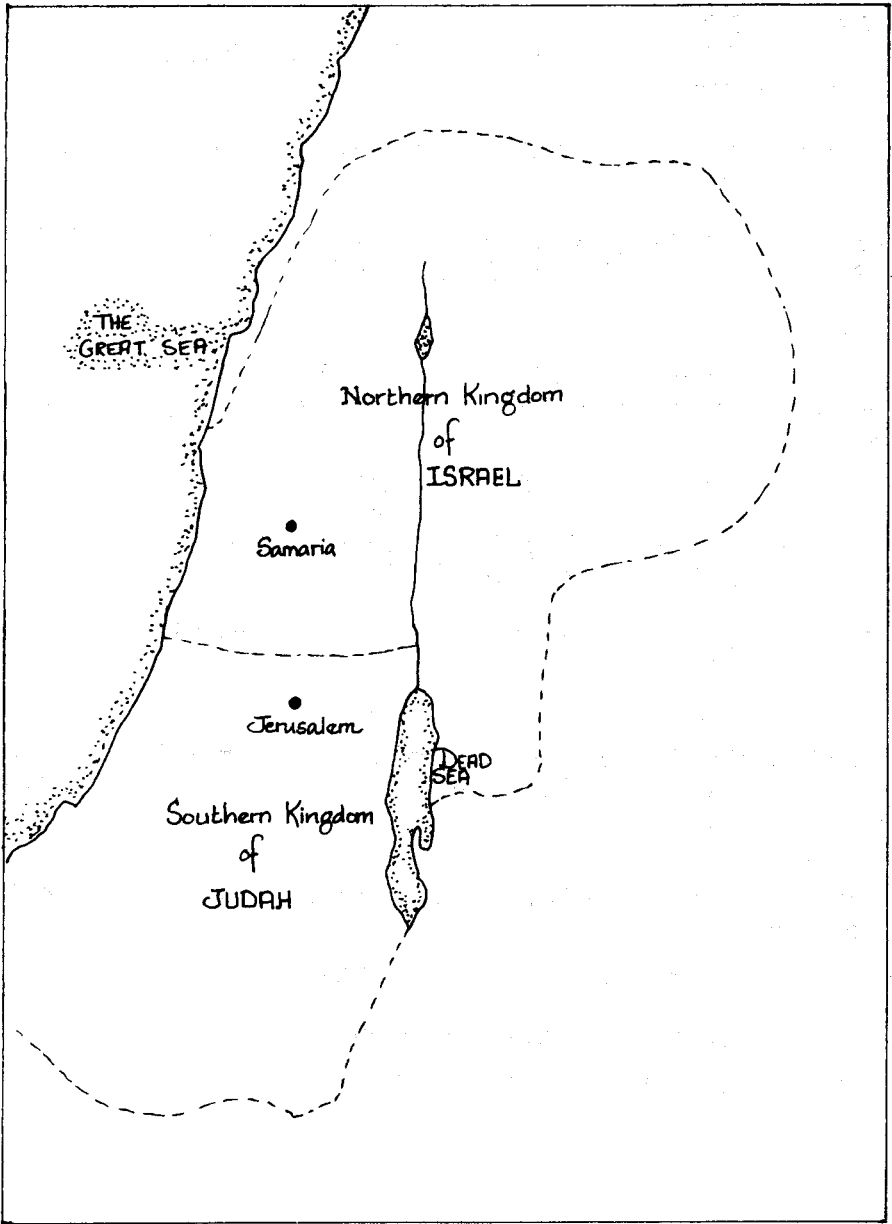 THE
GREAT SEA
Northern Kingdom
of
ISRAEL
Samaria
Jerusalem
DEAD
SEA
Southern Kingdom
of
JUDAH